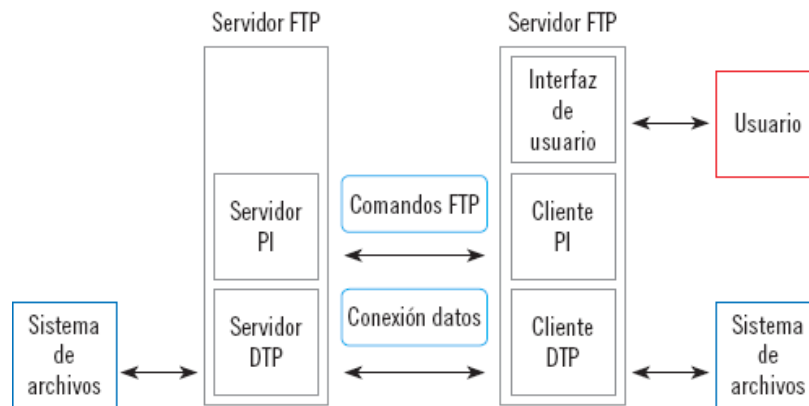 Servidor FTP
Servidor FTP
Interfaz
de
usuario
Usuario
Servidor
PI
Comandos FTP
Cliente
PI
Sistema
de
archivos
Servidor
DTP
Conexión datos
Cliente
DTP
Sistema
de
archivos